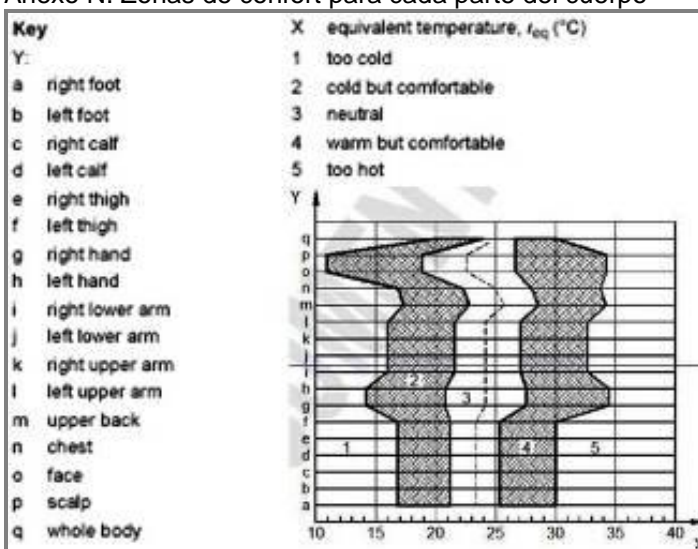 Anexo N. Zonas de confort para cada parte del cuerpo
Key
Y:
a right foot
b left foot
c right calf
d left calf
e right thigh
f left thigh
g right hand
h left hand
i right lower arm
j left lower arm
k right upper arm
l left upper arm
m upper back
n chest
o face
p scalp
q whole body
X equivalent temperature, teq (°C)
1 too cold
2 cold but comfortable
3 neutral
4 warm but comfortable
5 too hot
Y
q
p
o
n
m
l
k
i
h
g
f
e
d
c
b
a
1
2
3
4
5
10 15 20 25 30 35 40
X